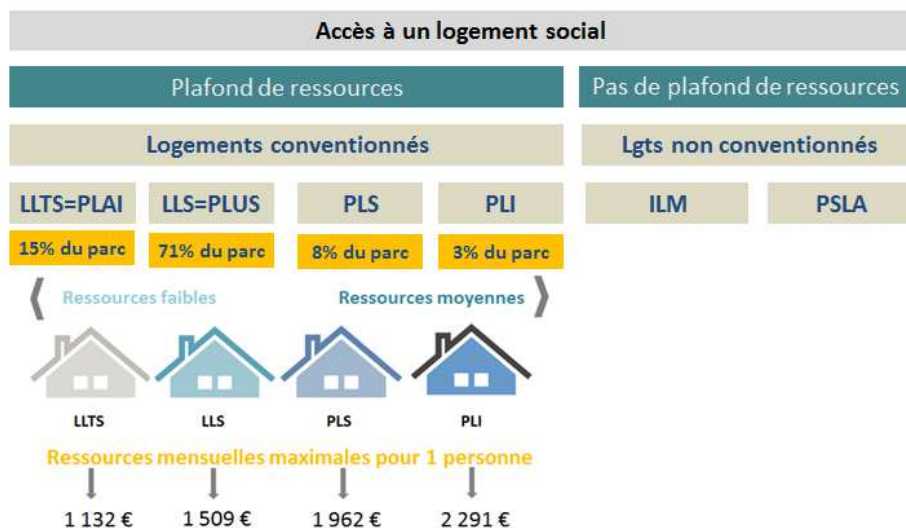 Accès à un logement social
Plafond de ressources
Pas de plafond de ressources
Logements conventionnés
Lgts non conventionnés
LLTS=PLAI
LLS=PLUS
PLS
PLI
ILM
PSLA
15% du parc
71% du parc
8% du parc
3% du parc
Ressources faibles
Ressources moyennes
LLTS
LLS
PLS
PLI
Ressources mensuelles maximales pour 1 personne
1 132 €
1 509 €
1 962 €
2 291 €